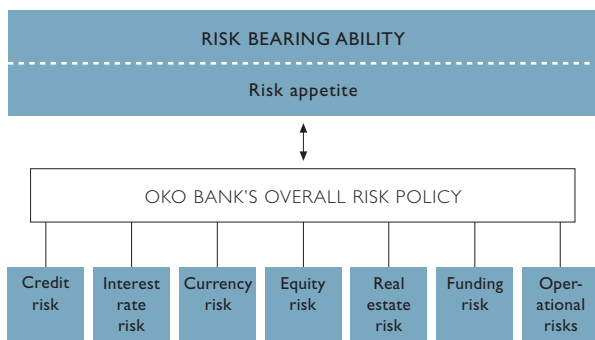 RISK BEARING ABILITY
Risk appetite
OKO BANK'S OVERALL RISK POLICY
Credit
risk
Interest
rate
risk
Currency
risk
Equity
risk
Real
estate
risk
Funding
risk
Oper-
ational
risks